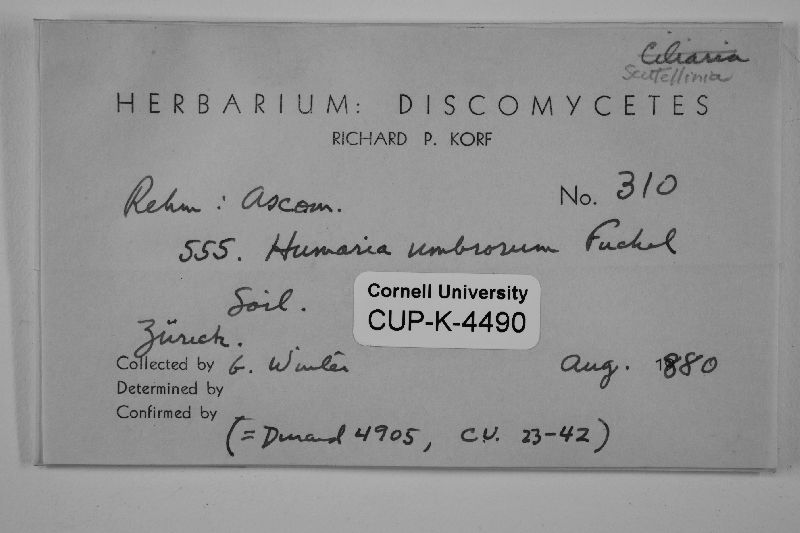 Ciliaria
Scutellinia
HERBARIUM: DISCOMYCETES
RICHARD P. KORF
Rehm: Ascom.
No. 310
555. Humaria umbrorum Fuckel
Soil.
Cornell University
CUP-K-4490
Zürich.
Collected by G. Winter
Aug. 1880
Determined by
Confirmed by
(= Durand 4905, C.U. 23-42)